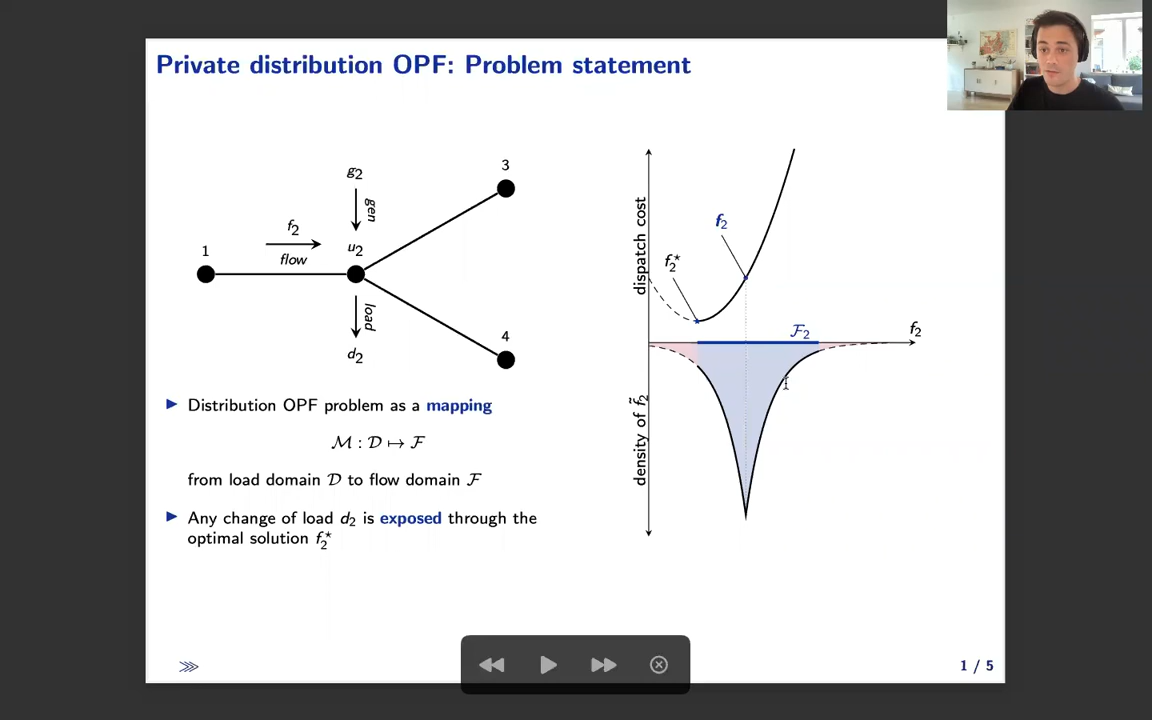 Private distribution OPF: Problem statement
g₂
gen
f₂
flow
1
u₂
3
load
d₂
4
▶ Distribution OPF problem as a mapping
ℳ : 𝒟 ↦ ℱ
from load domain 𝒟 to flow domain ℱ
▶ Any change of load d₂ is exposed through the
optimal solution f₂⋆
dispatch cost
f₂
f₂⋆
ℱ₂
f₂
density of f̃₂
1 / 5